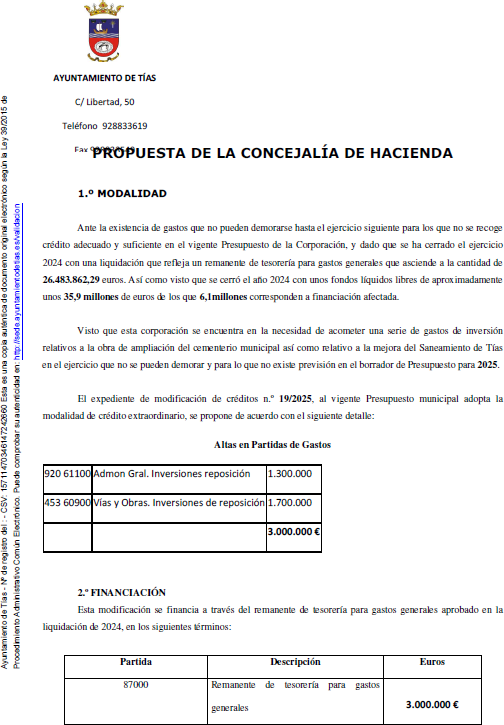 AYUNTAMIENTO DE TÍAS
C/ Libertad, 50
Teléfono 928833619
Fax
PROPUESTA DE LA CONCEJALÍA DE HACIENDA
1.º MODALIDAD
Ante la existencia de gastos que no pueden demorarse hasta el ejercicio siguiente para los que no se recoge
crédito adecuado y suficiente en el vigente Presupuesto de la Corporación, y dado que se ha cerrado el ejercicio
2024 con una liquidación que refleja un remanente de tesorería para gastos generales que asciende a la cantidad de
26.483.862,29 euros. Así como visto que se cerró el año 2024 con unos fondos líquidos libres de aproximadamente
unos 35,9 millones de euros de los que 6,1millones corresponden a financiación afectada.
Visto que esta corporación se encuentra en la necesidad de acometer una serie de gastos de inversión
relativos a la obra de ampliación del cementerio municipal así como relativo a la mejora del Saneamiento de Tías
en el ejercicio que no se pueden demorar y para lo que no existe previsión en el borrador de Presupuesto para 2025.
El expediente de modificación de créditos n.º 19/2025, al vigente Presupuesto municipal adopta la
modalidad de crédito extraordinario, se propone de acuerdo con el siguiente detalle:
Altas en Partidas de Gastos
920 61100 Admon Gral. Inversiones reposición 1.300.000
453 60900 Vías y Obras. Inversiones de reposición 1.700.000
3.000.000 €
2.º FINANCIACIÓN
Esta modificación se financia a través del remanente de tesorería para gastos generales aprobado en la
liquidación de 2024, en los siguientes términos:
Partida Descripción Euros
87000 Remanente de tesorería para gastos
generales 3.000.000 €
Ayuntamiento de Tías - Nº de registro del : - CSV: 15711470346147242660. Esta es una copia auténtica de documento original electrónico según la Ley 39/2015 de
Procedimiento Administrativo Común Electrónico. Puede comprobar su autenticidad en: http://sede.ayuntamientodetias.es/validacion